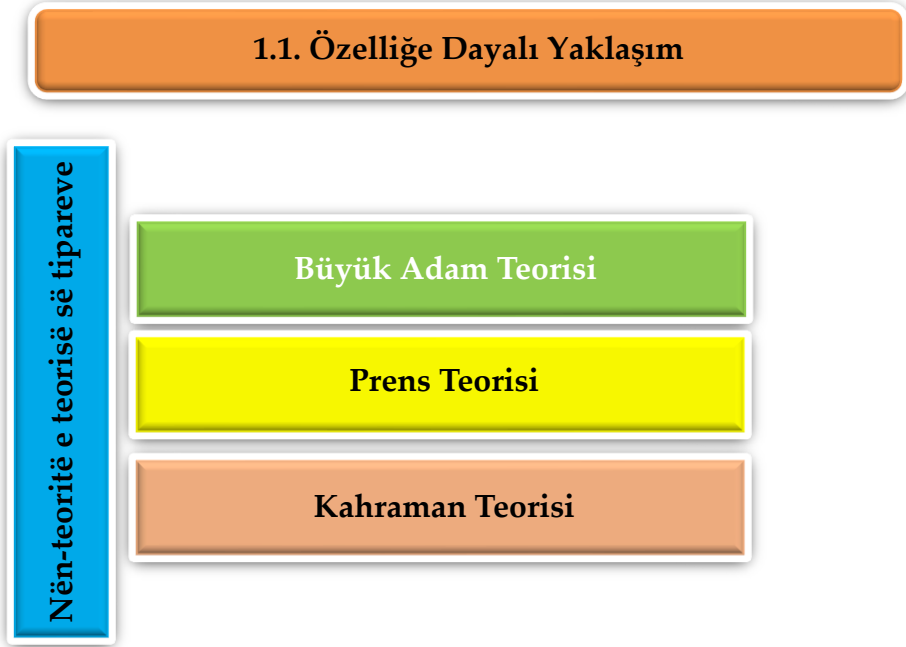 1.1. Özelliğe Dayalı Yaklaşım
Nën-teoritë e teorisë së tipareve
Büyük Adam Teorisi
Prens Teorisi
Kahraman Teorisi